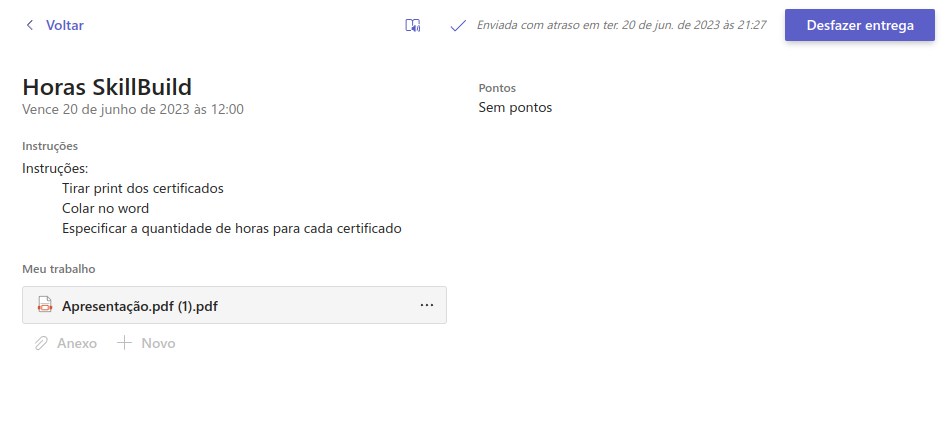 Voltar
Enviada com atraso em ter. 20 de jun. de 2023 às 21:27
Desfazer entrega
Horas SkillBuild
Vence 20 de junho de 2023 às 12:00
Pontos
Sem pontos
Instruções
Instruções:
Tirar print dos certificados
Colar no word
Especificar a quantidade de horas para cada certificado
Meu trabalho
Apresentação.pdf (1).pdf
Anexo
Novo